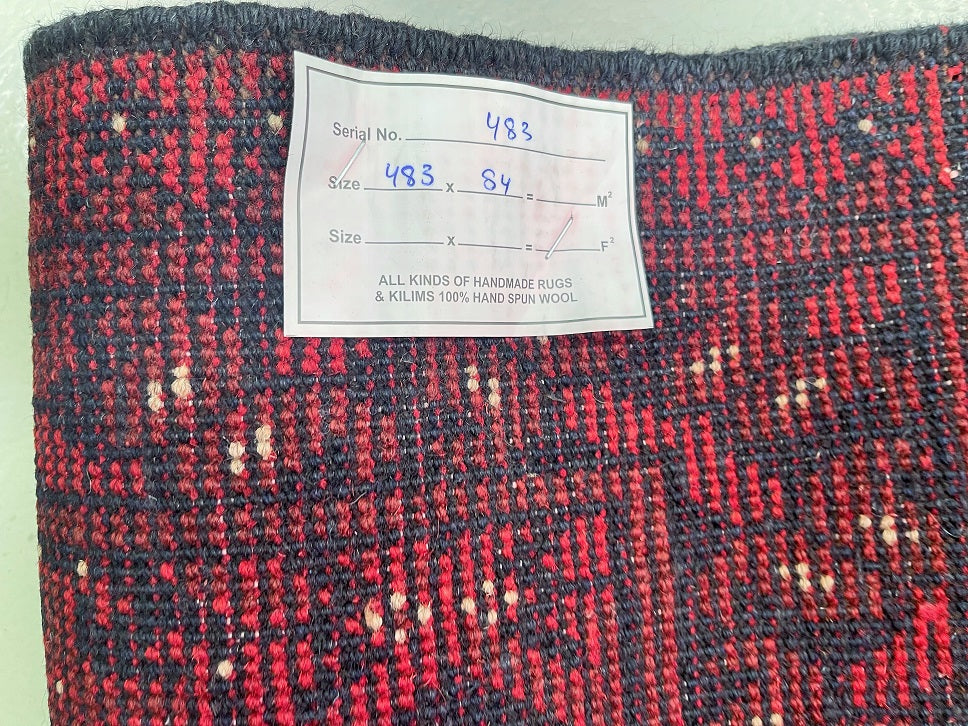 Serial No. 483
Size 483 x 84 = M²
Size x = F²
ALL KINDS OF HANDMADE RUGS
& KILIMS 100% HAND SPUN WOOL